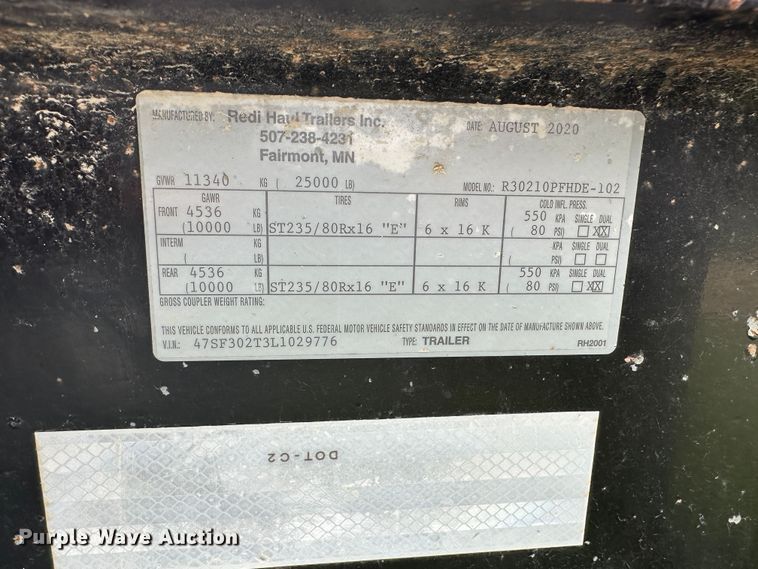 MANUFACTURED BY: Redi Haul Trailers Inc. DATE: AUGUST 2020
507-238-4231
Fairmont, MN
GVWR 11340 KG ( 25000 LB) MODEL NO: R30210PFHDE-102
GAWR TIRES RIMS COLD INFL. PRESS.
FRONT 4536 KG 550 KPA SINGLE DUAL
(10000 LB) ST235/80Rx16 "E" 6 x 16 K ( 80 PSI) ☐ ☒
INTERM KG KPA SINGLE DUAL
( LB) ( PSI) ☐ ☐
REAR 4536 KG 550 KPA SINGLE DUAL
(10000 LB) ST235/80Rx16 "E" 6 x 16 K ( 80 PSI) ☐ ☒
GROSS COUPLER WEIGHT RATING:
THIS VEHICLE CONFORMS TO ALL APPLICABLE U.S. FEDERAL MOTOR VEHICLE SAFETY STANDARDS IN EFFECT ON THE DATE OF MANUFACTURE SHOWN ABOVE.
V.I.N.: 47SF302T3L1029776 TYPE: TRAILER RH2001
DOT-C2
Purple Wave Auction